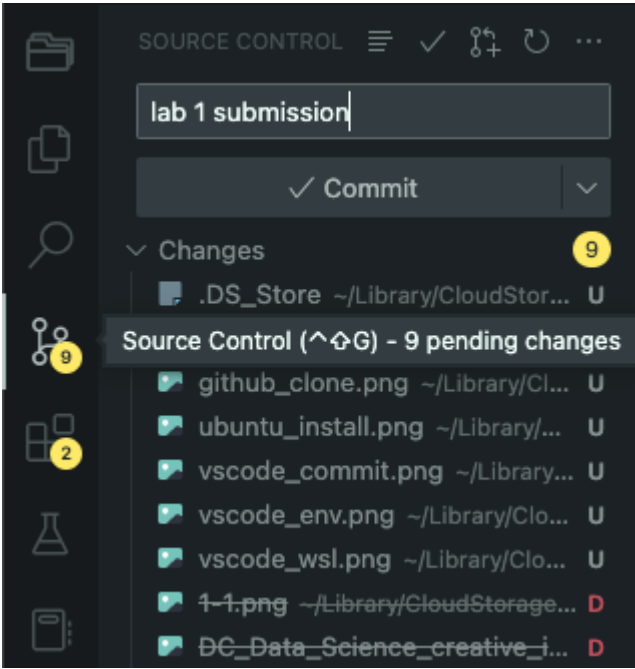 SOURCE CONTROL
lab 1 submission
Commit
Changes 9
.DS_Store ~/Library/CloudStor... U
Source Control (^⇧G) - 9 pending changes
9
github_clone.png ~/Library/Cl... U
ubuntu_install.png ~/Library/... U
2
vscode_commit.png ~/Library... U
vscode_env.png ~/Library/Clo... U
vscode_wsl.png ~/Library/Clo... U
1-1.png ~/Library/CloudStorage... D
DC_Data_Science_creative_i... D